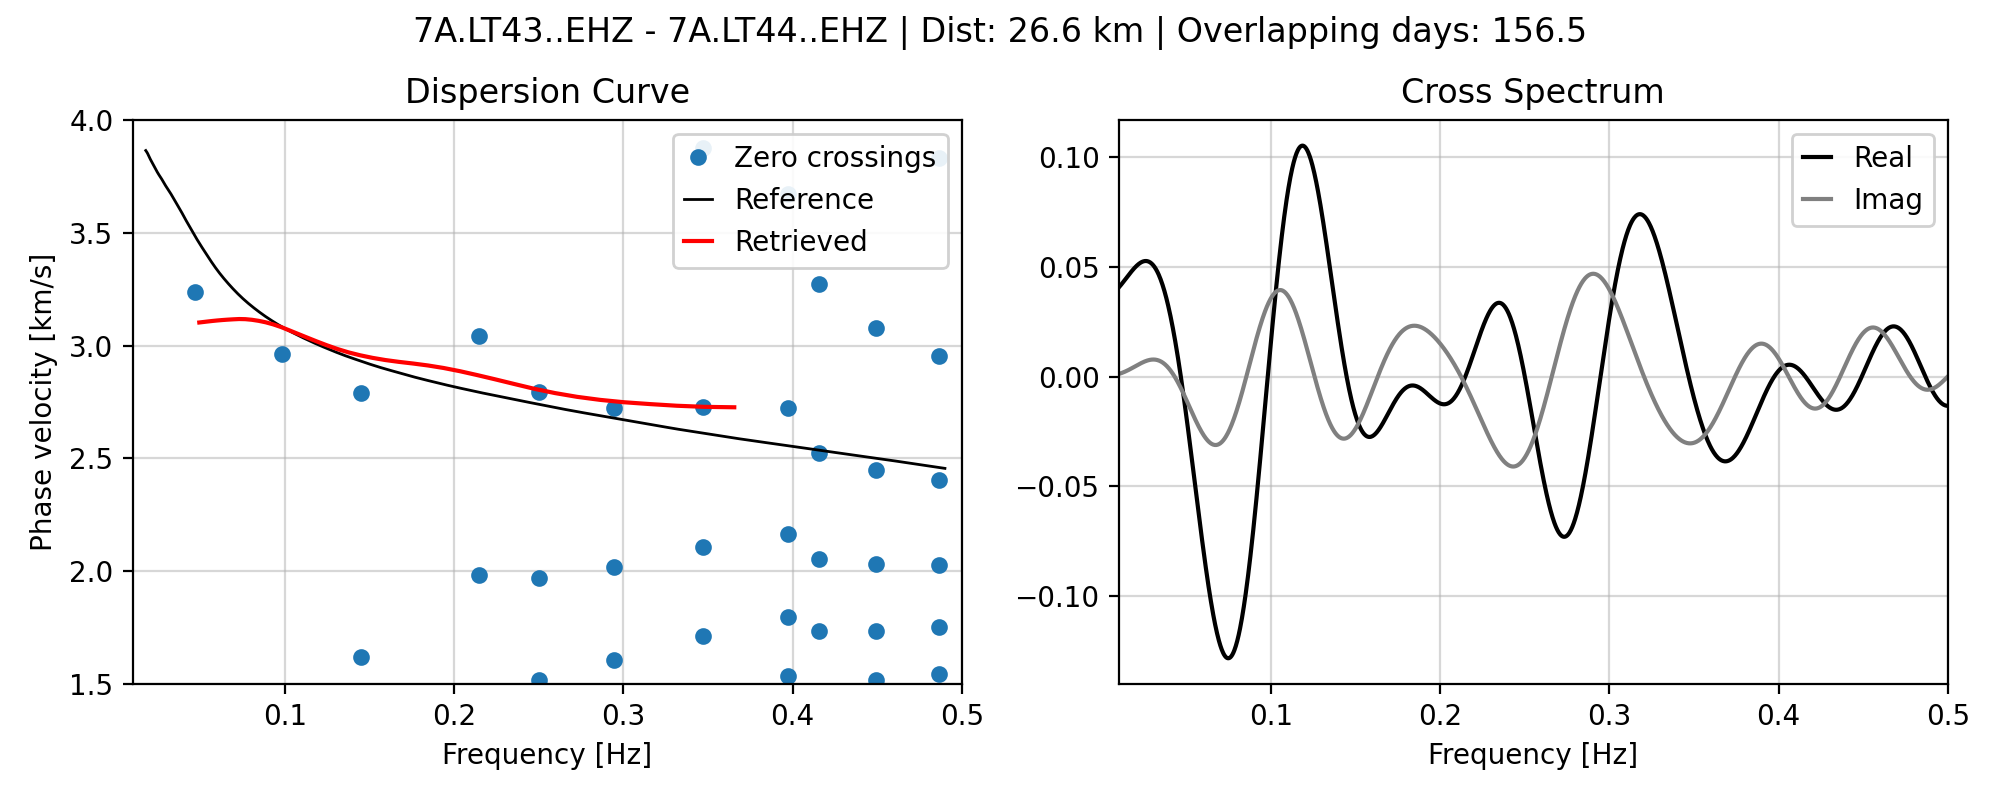 7A.LT43..EHZ - 7A.LT44..EHZ | Dist: 26.6 km | Overlapping days: 156.5
Dispersion Curve
Zero crossings
Reference
Retrieved
4.0
3.5
3.0
2.5
2.0
1.5
0.1
0.2
0.3
0.4
0.5
Phase velocity [km/s]
Frequency [Hz]
Cross Spectrum
Real
Imag
0.10
0.05
0.00
−0.05
−0.10
0.1
0.2
0.3
0.4
0.5
Frequency [Hz]